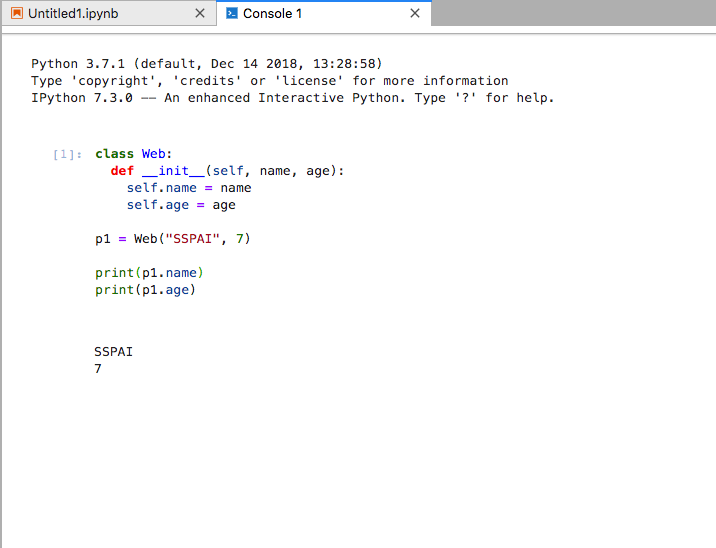 Untitled1.ipynb
Console 1
Python 3.7.1 (default, Dec 14 2018, 13:28:58)
Type 'copyright', 'credits' or 'license' for more information
IPython 7.3.0 -- An enhanced Interactive Python. Type '?' for help.
[1]: class Web:
  def __init__(self, name, age):
    self.name = name
    self.age = age
p1 = Web("SSPAI", 7)
print(p1.name)
print(p1.age)
SSPAI
7